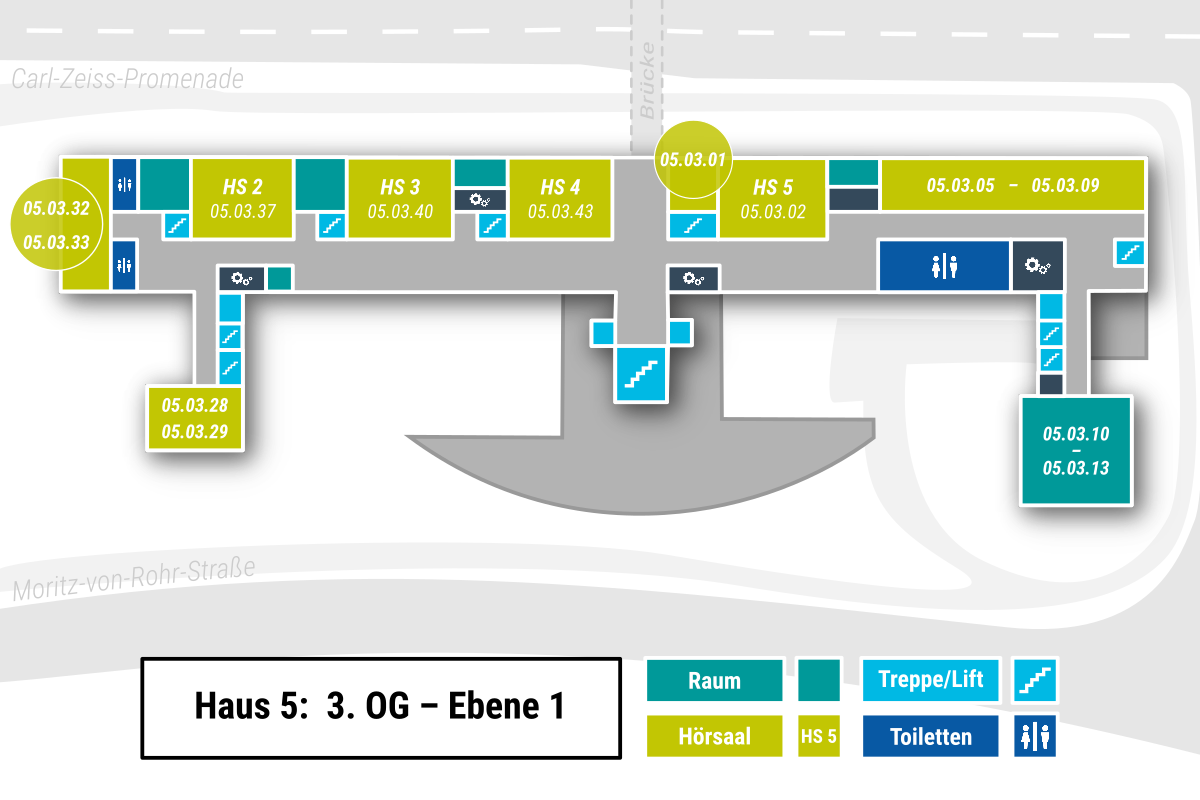 Brücke
Carl-Zeiss-Promenade
05.03.01
HS 2
05.03.37
HS 3
05.03.40
HS 4
05.03.43
HS 5
05.03.02
05.03.05 – 05.03.09
05.03.32
05.03.33
05.03.28
05.03.29
05.03.10
–
05.03.13
Moritz-von-Rohr-Straße
Haus 5: 3. OG – Ebene 1
Raum
Treppe/Lift
Hörsaal
HS 5
Toiletten